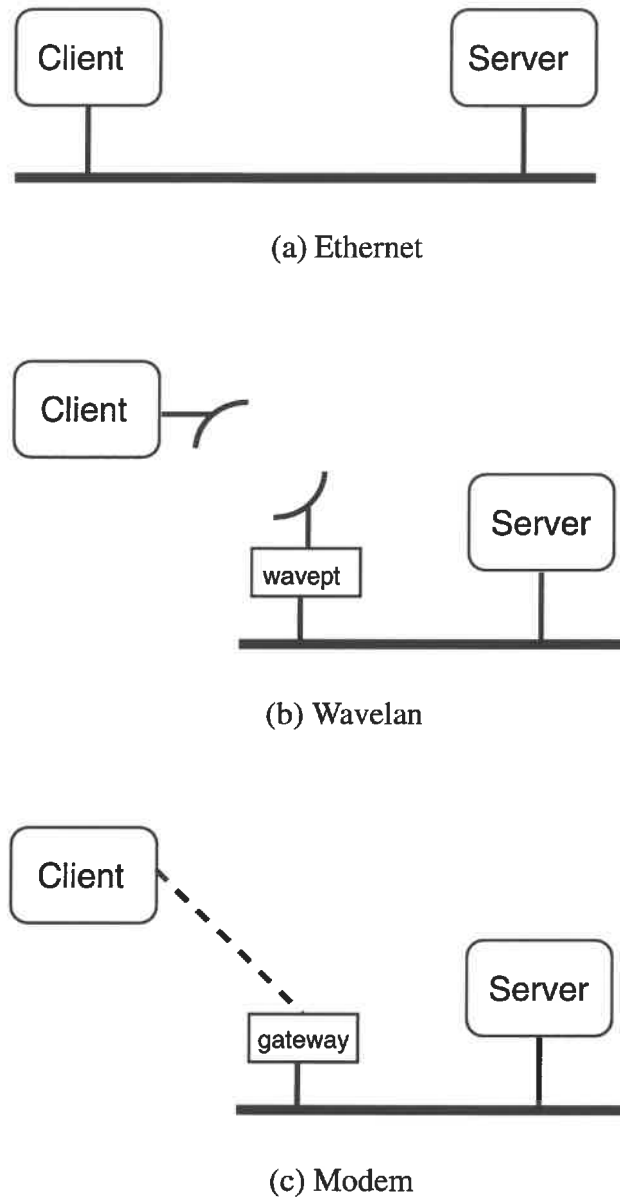 Client
Server
(a) Ethernet
Client
Server
wavept
(b) Wavelan
Client
Server
gateway
(c) Modem